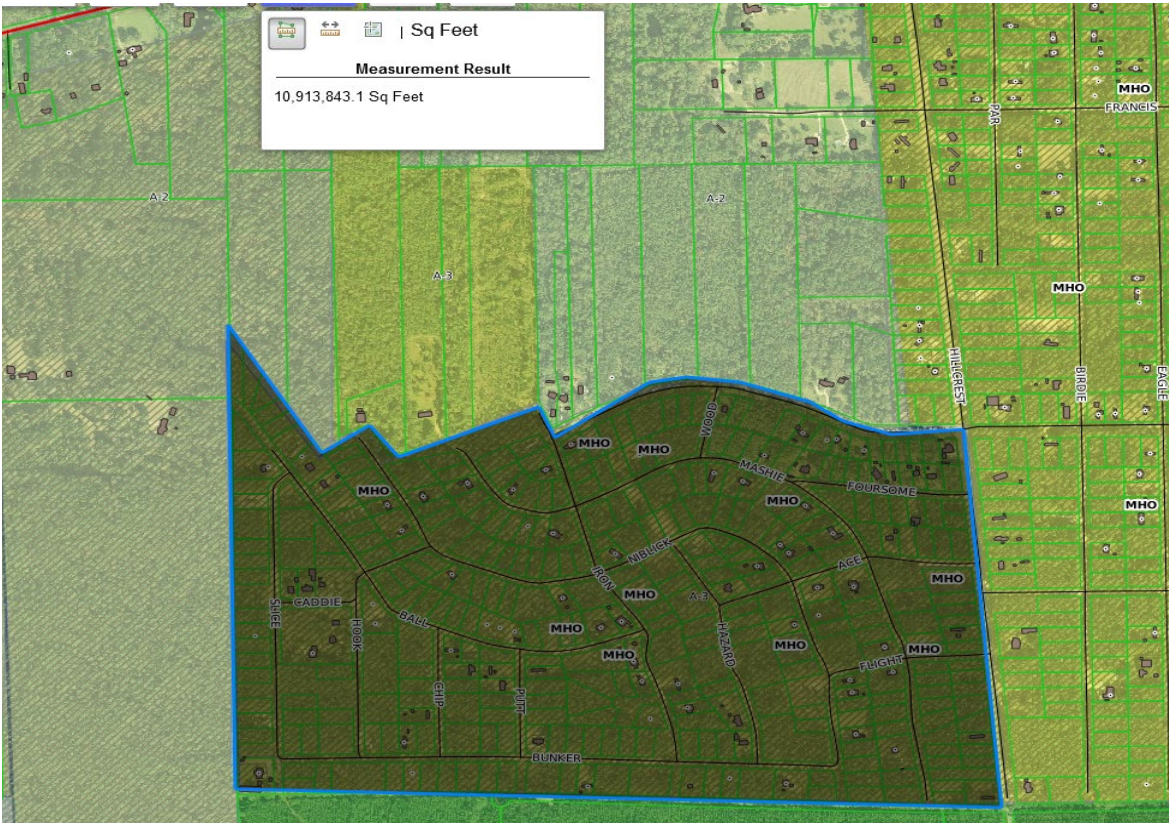 | Sq Feet
Measurement Result
10,913,843.1 Sq Feet
MHO
FRANCIS
PAR
A-2
A-2
A-3
MHO
HILLCREST
BIRDIE
EAGLE
WOOD
MHO
MHO
MASHIE
MHO
FOURSOME
MHO
MHO
NIBLICK
ACE
IRON
MHO
MHO
A-3
SLICE
CADDIE
HOOK
BALL
MHO
HAZARD
MHO
MHO
MHO
FLIGHT
CHIP
PUTT
BUNKER